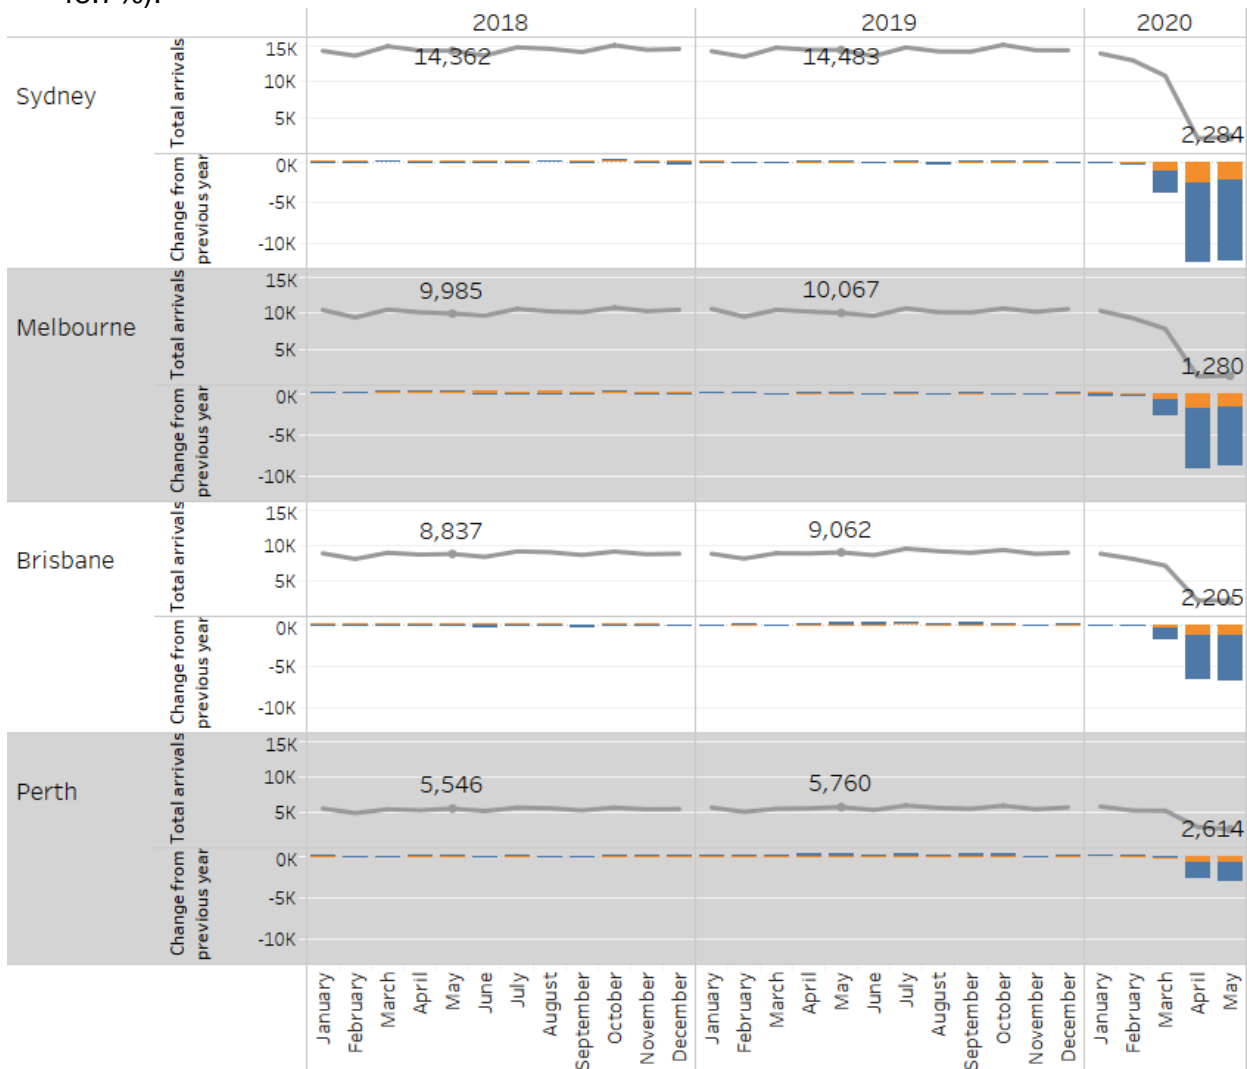 2018 2019 2020
Sydney
Total arrivals
15K
10K
5K
14,362 14,483 2,284
Change from
previous year
0K
-5K
-10K
Melbourne
Total arrivals
15K
10K
5K
9,985 10,067 1,280
Change from
previous year
0K
-5K
-10K
Brisbane
Total arrivals
15K
10K
5K
8,837 9,062 2,205
Change from
previous year
0K
-5K
-10K
Perth
Total arrivals
15K
10K
5K
5,546 5,760 2,614
Change from
previous year
0K
-5K
-10K
January February March April May June July August September October November December January February March April May June July August September October November December January February March April May